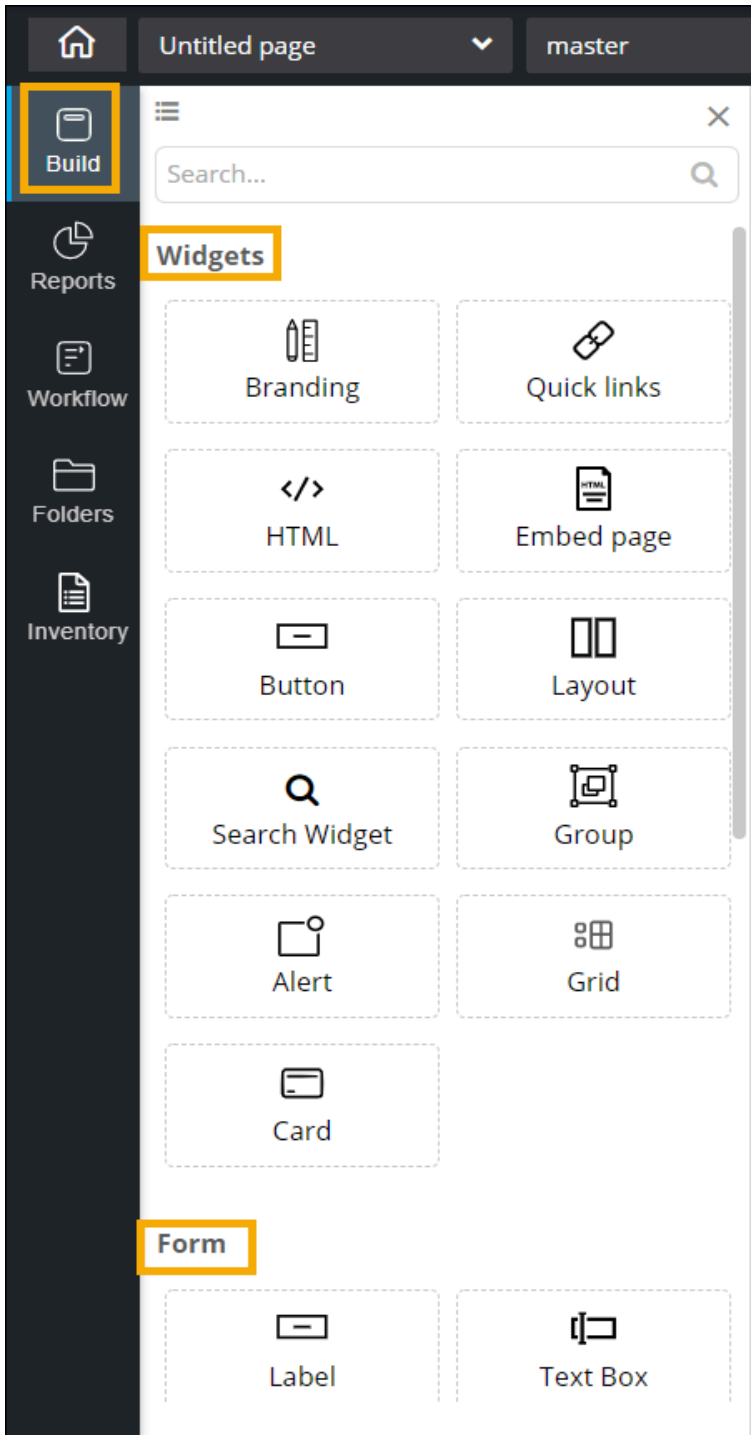 Untitled page
master
Build
Reports
Workflow
Folders
Inventory
Search...
Widgets
Branding
Quick links
</>
HTML
HTML
Embed page
Button
Layout
Search Widget
Group
Alert
Grid
Card
Form
Label
Text Box